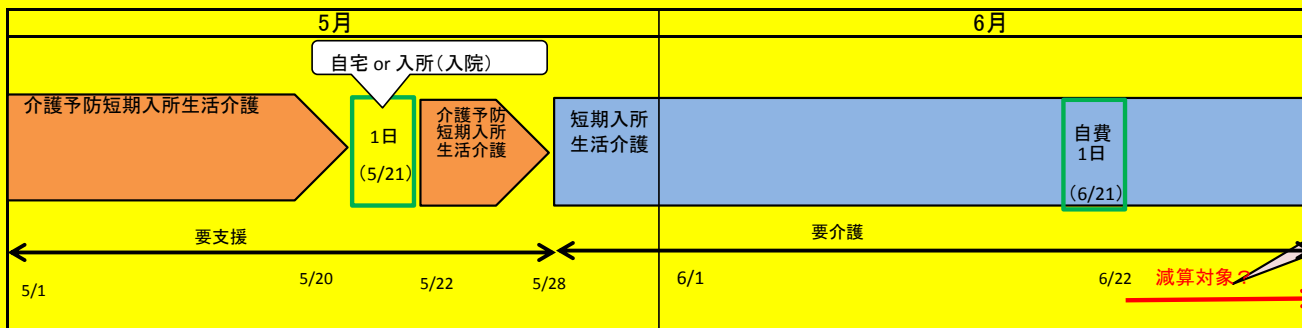 5月
6月
自宅 or 入所（入院）
介護予防短期入所生活介護
1日
（5/21）
介護予防
短期入所
生活介護
短期入所
生活介護
自費
1日
（6/21）
要支援
要介護
5/1
5/20
5/22
5/28
6/1
6/22
減算対象？